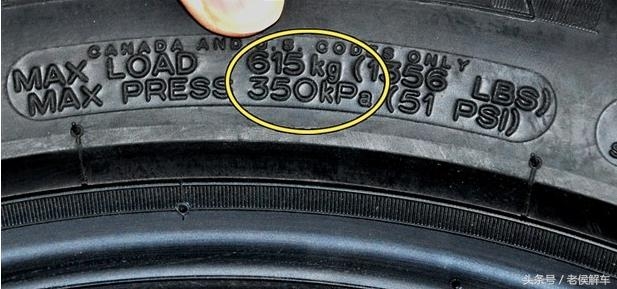 CANADA AND U.S. CODES ONLY
MAX LOAD 615 kg (1356 LBS)
MAX PRESS 350kPa (51 PSI)
头条号 / 老侯解车